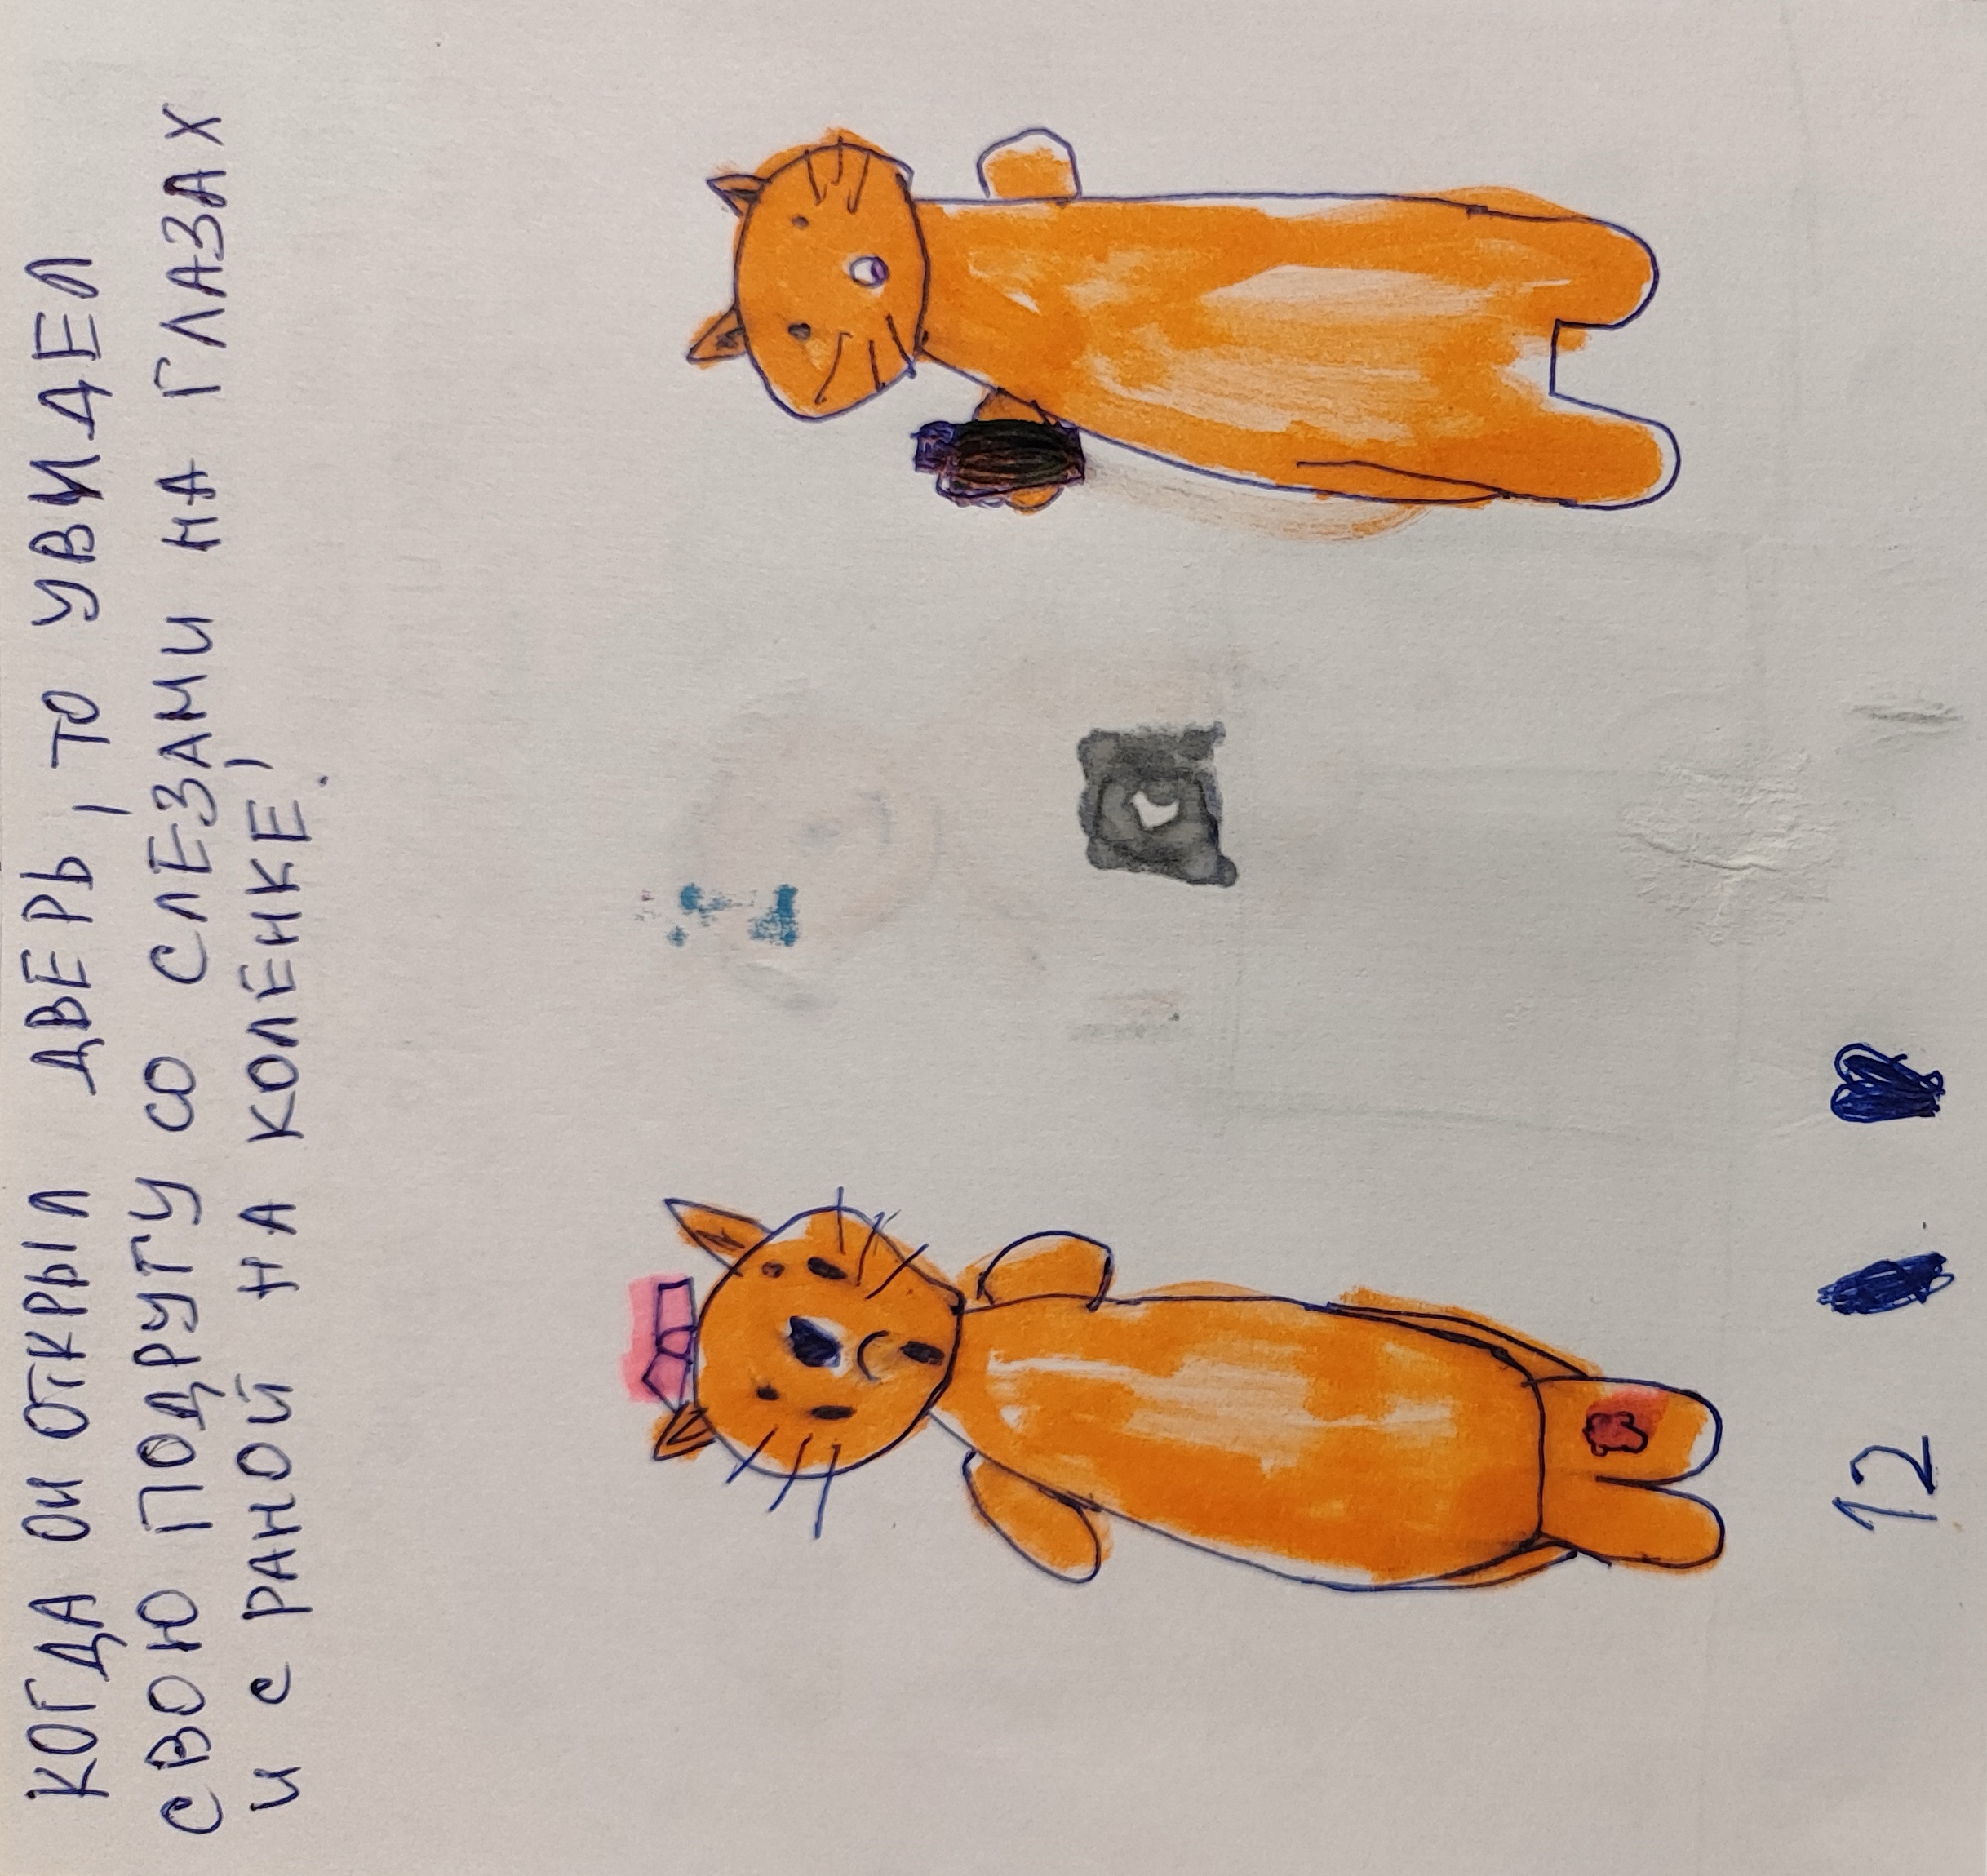 КОГДА ОН ОТКРЫЛ ДВЕРЬ, ТО УВИДЕЛ
СВОЮ ПОДРУГУ СО СЛЕЗАМИ НА ГЛАЗАХ
И С РАНОЙ НА КОЛЕНКЕ!
12